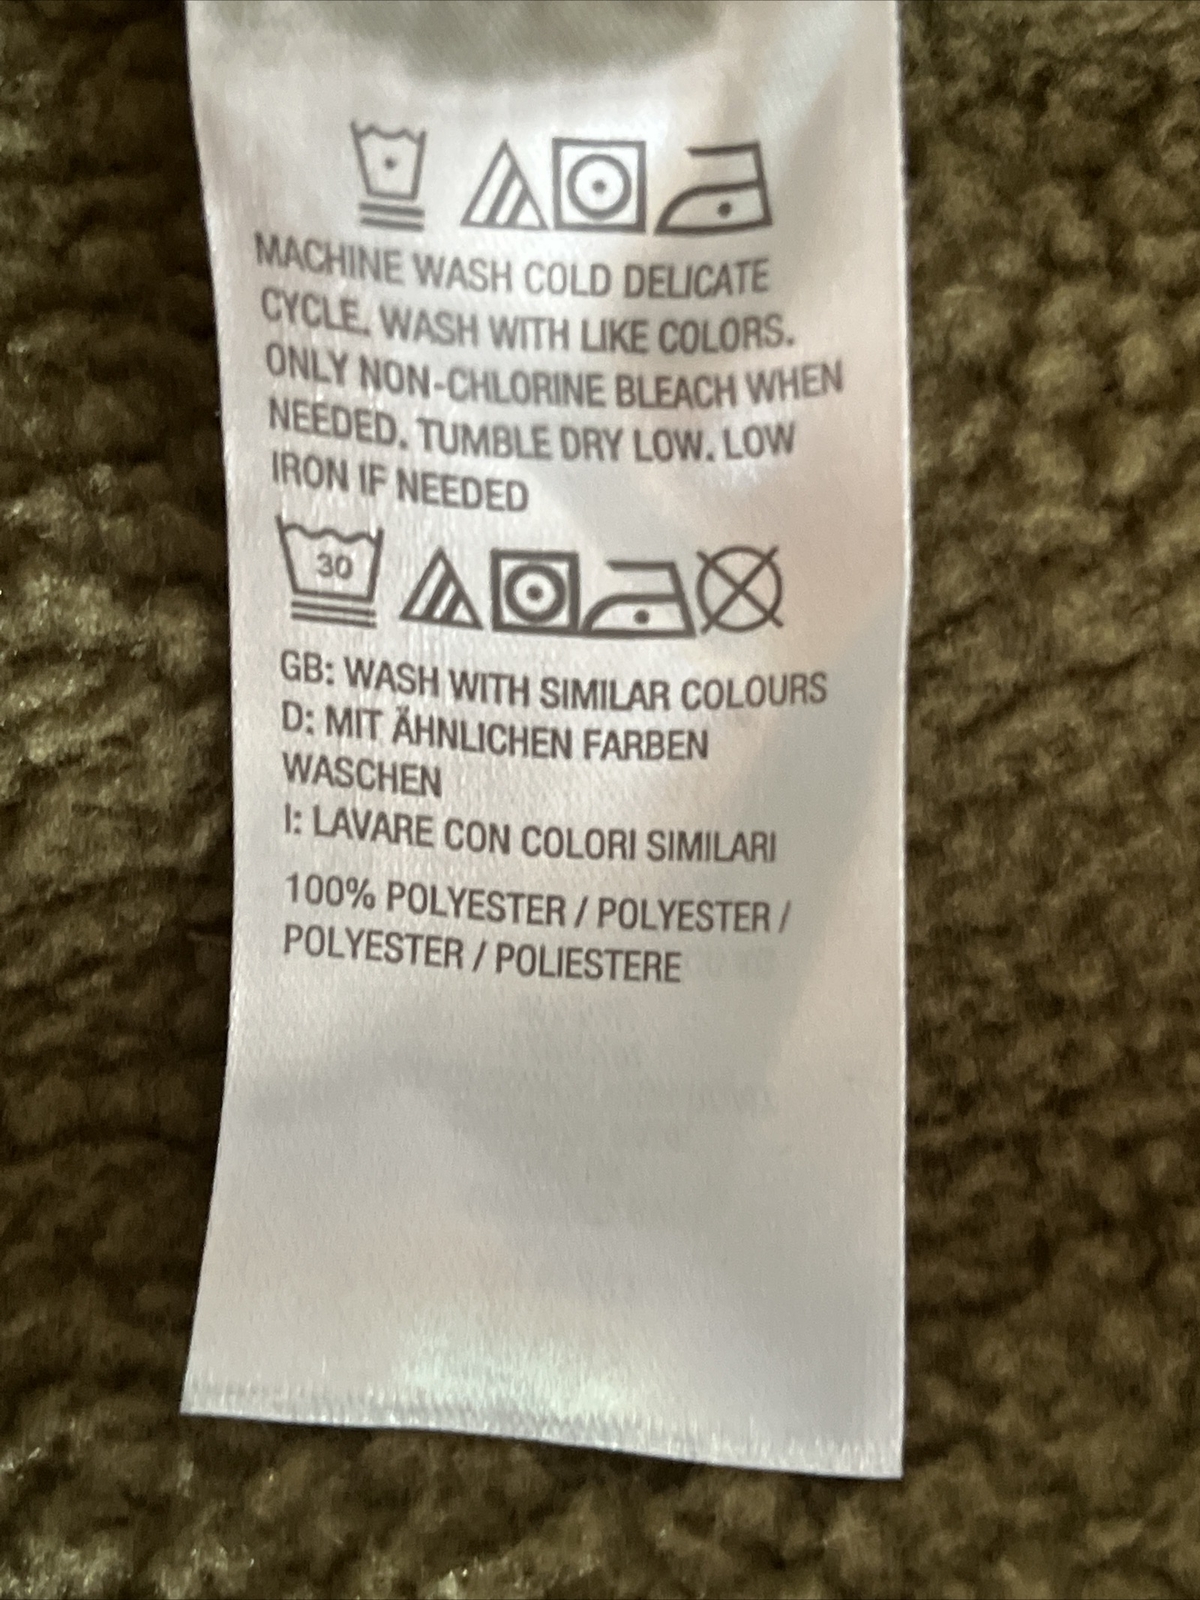 MACHINE WASH COLD DELICATE
CYCLE. WASH WITH LIKE COLORS.
ONLY NON-CHLORINE BLEACH WHEN
NEEDED. TUMBLE DRY LOW. LOW
IRON IF NEEDED
30
GB: WASH WITH SIMILAR COLOURS
D: MIT ÄHNLICHEN FARBEN
WASCHEN
I: LAVARE CON COLORI SIMILARI
100% POLYESTER / POLYESTER /
POLYESTER / POLIESTERE